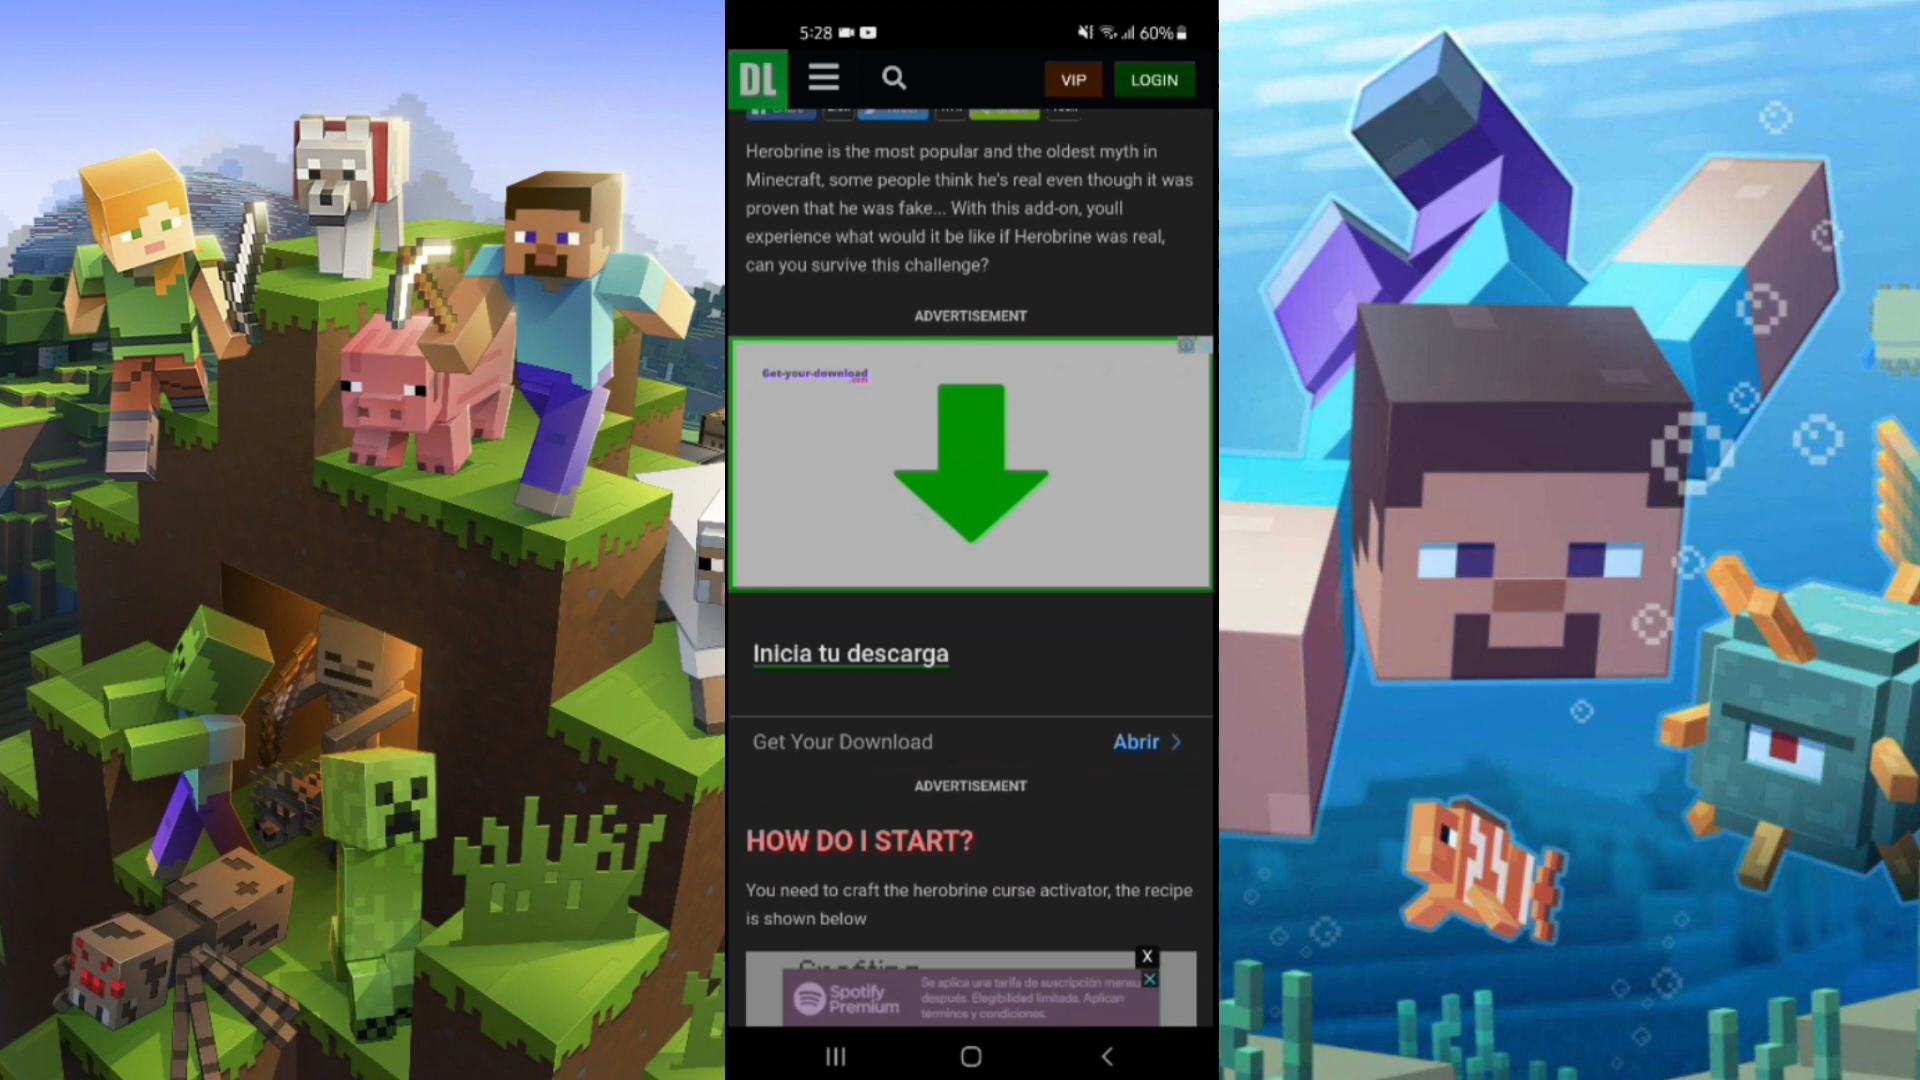 5:28
60%
DL
VIP
LOGIN
Herobrine is the most popular and the oldest myth in
Minecraft, some people think he's real even though it was
proven that he was fake... With this add-on, youll
experience what would it be like if Herobrine was real,
can you survive this challenge?
ADVERTISEMENT
Get-your-download
.com
Inicia tu descarga
Get Your Download
Abrir
ADVERTISEMENT
HOW DO I START?
You need to craft the herobrine curse activator, the recipe
is shown below
X
Spotify
Premium
Se aplica una tarifa de suscripción mensu
después. Elegibilidad limitada. Aplican
términos y condiciones.